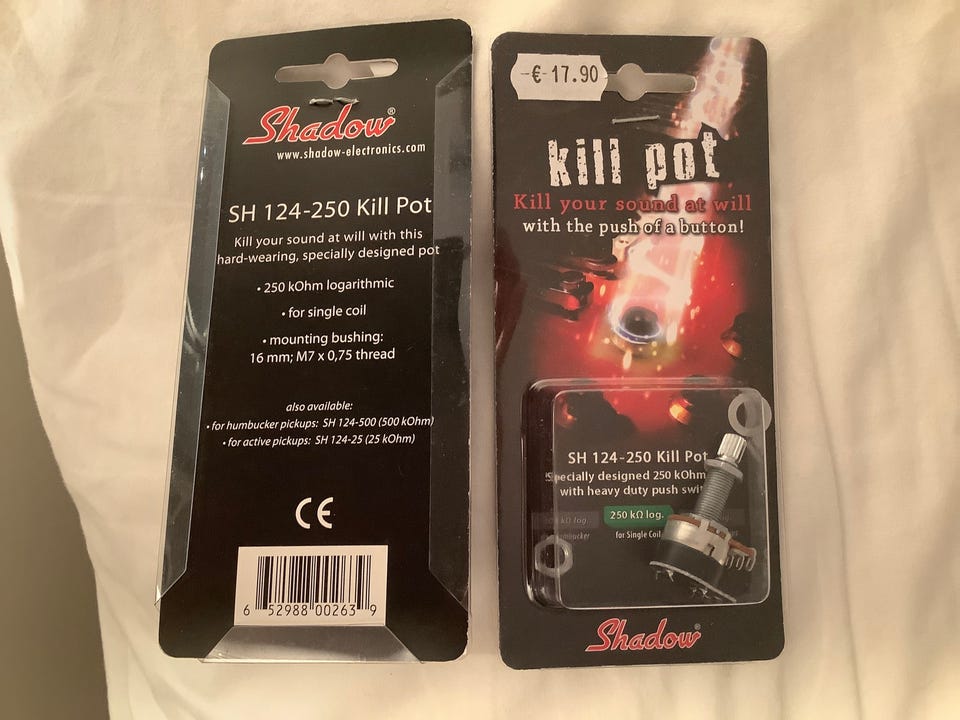 Shadow®
www.shadow-electronics.com
SH 124-250 Kill Pot
Kill your sound at will with this
hard-wearing, specially designed pot
• 250 kOhm logarithmic
• for single coil
• mounting bushing:
16 mm; M7 x 0,75 thread
also available:
• for humbucker pickups: SH 124-500 (500 kOhm)
• for active pickups: SH 124-25 (25 kOhm)
CE
6 52988 00263 9
-€-17.90
kill pot
Kill your sound at will
with the push of a button!
SH 124-250 Kill Pot
Specially designed 250 kOhm
with heavy duty push
250 kΩ log.
kΩ log.
for Single Coil
Shadow®